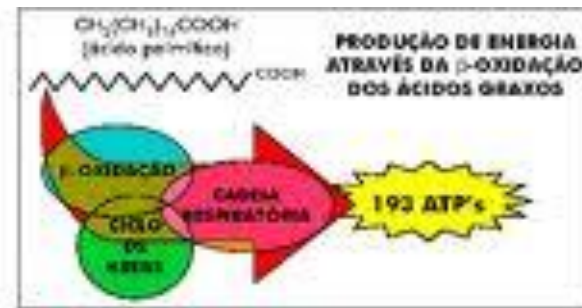 CH₃(CH₂)₁₄COOH
(ácido palmítico)
COOH
PRODUÇÃO DE ENERGIA
ATRAVÉS DA β-OXIDAÇÃO
DOS ÁCIDOS GRAXOS
β-OXIDAÇÃO
CICLO
DE
KREBS
CADEIA
RESPIRATÓRIA
193 ATP's